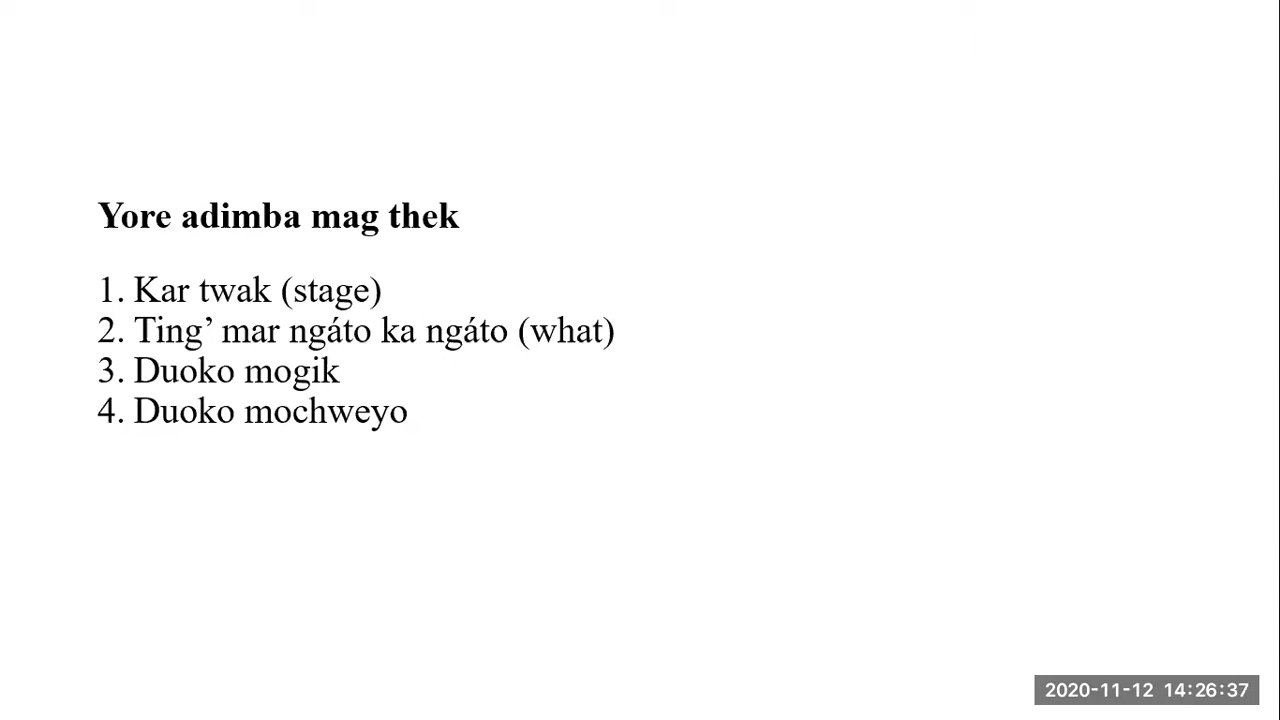 Yore adimba mag thek
1. Kar twak (stage)
2. Ting’ mar ngáto ka ngáto (what)
3. Duoko mogik
4. Duoko mochweyo
2020-11-12 14:26:37